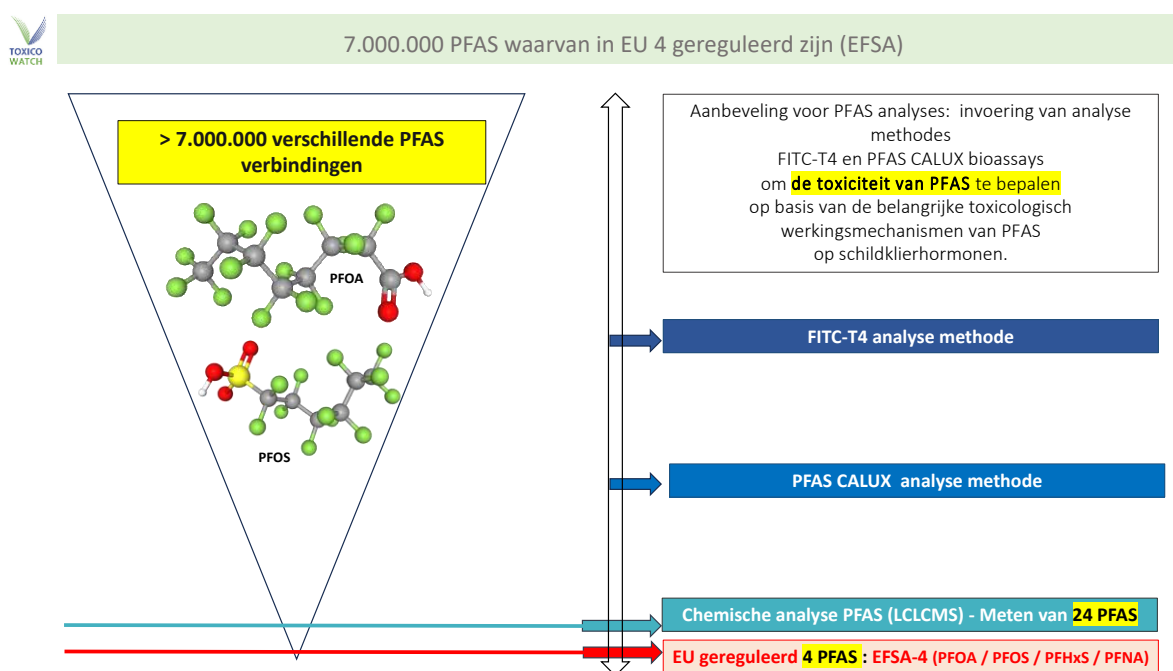 TOXICO
WATCH
7.000.000 PFAS waarvan in EU 4 gereguleerd zijn (EFSA)
> 7.000.000 verschillende PFAS
verbindingen
PFOA
PFOS
Aanbeveling voor PFAS analyses: invoering van analyse
methodes
FITC-T4 en PFAS CALUX bioassays
om de toxiciteit van PFAS te bepalen
op basis van de belangrijke toxicologisch
werkingsmechanismen van PFAS
op schildklierhormonen.
FITC-T4 analyse methode
PFAS CALUX analyse methode
Chemische analyse PFAS (LCLCMS) - Meten van 24 PFAS
EU gereguleerd 4 PFAS : EFSA-4 (PFOA / PFOS / PFHxS / PFNA)